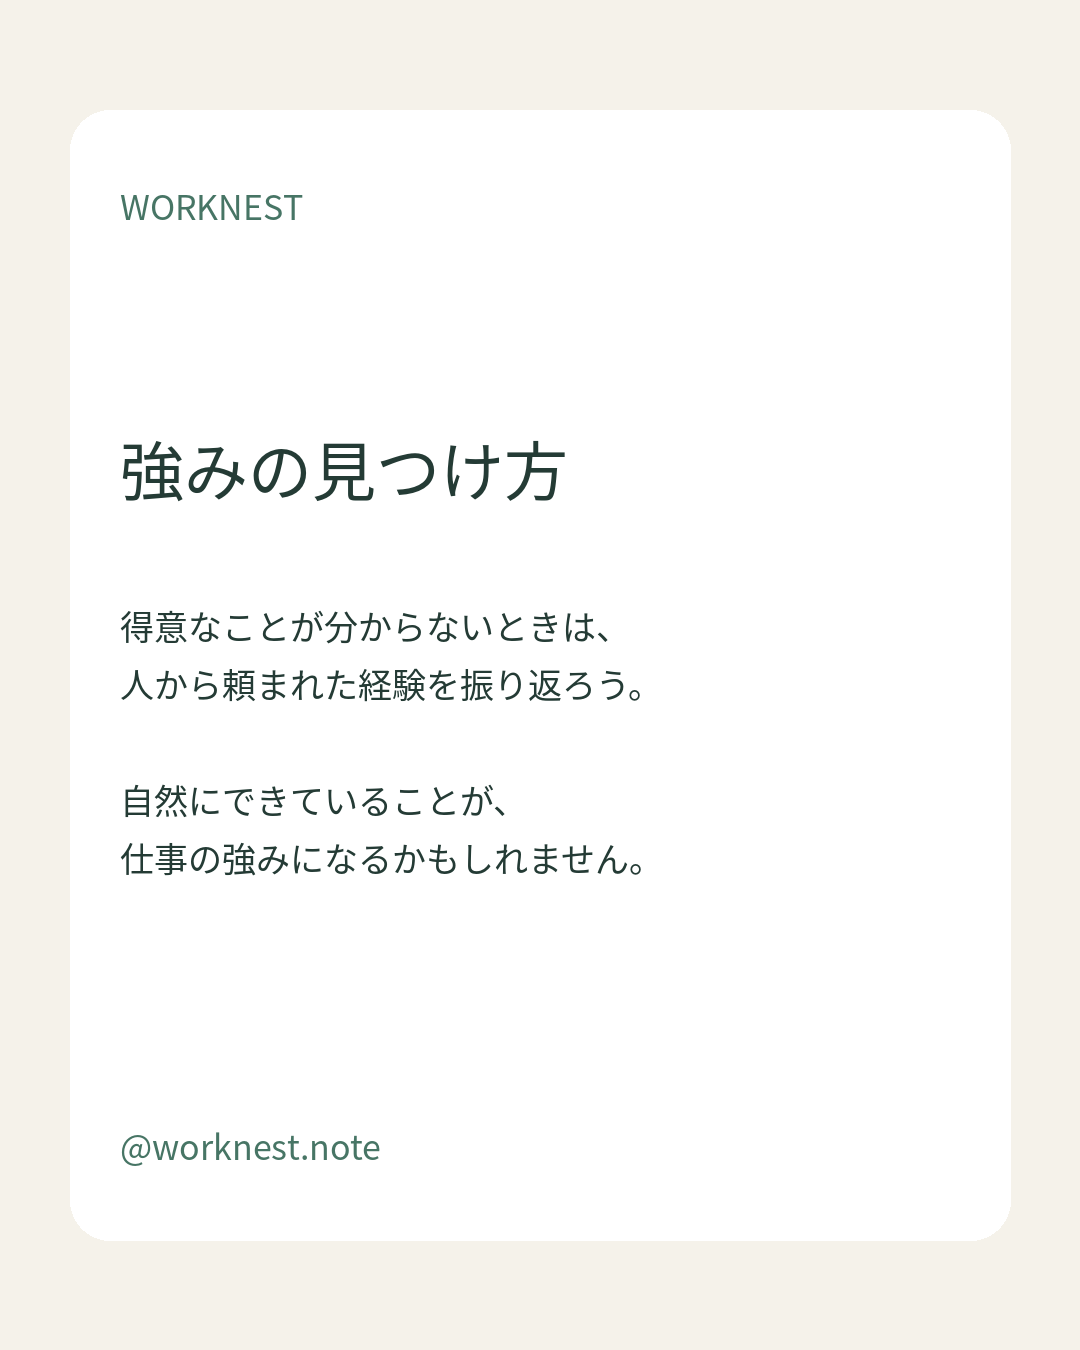 WORKNEST
強みの見つけ方
得意なことが分からないときは、
人から頼まれた経験を振り返ろう。
自然にできていることが、
仕事の強みになるかもしれません。
@worknest.note